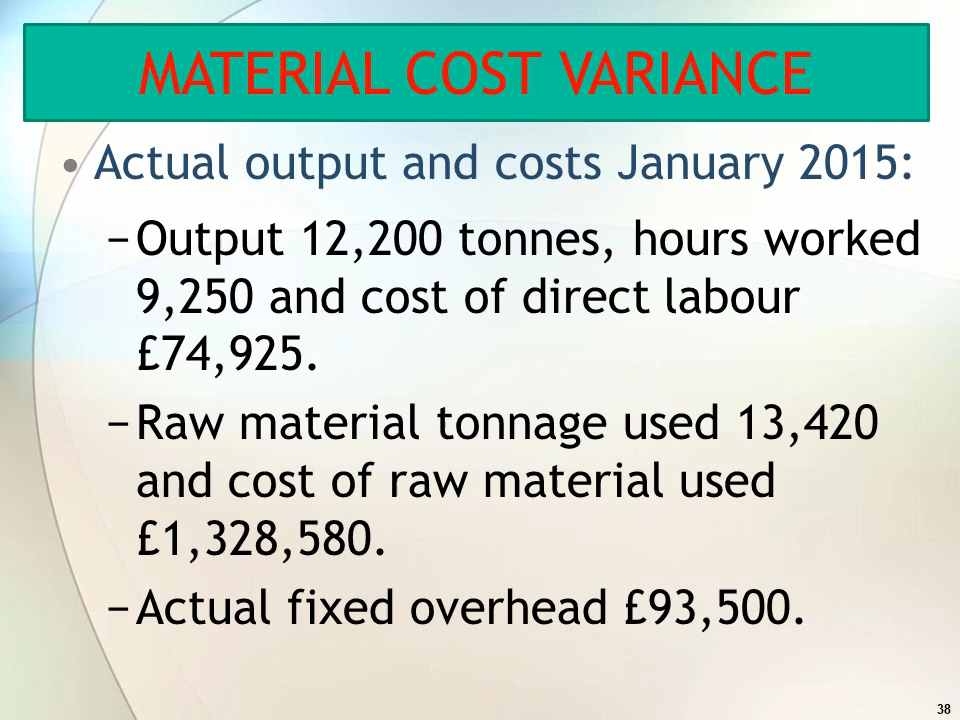 MATERIAL COST VARIANCE
• Actual output and costs January 2015:
–Output 12,200 tonnes, hours worked
9,250 and cost of direct labour
£74,925.
–Raw material tonnage used 13,420
and cost of raw material used
£1,328,580.
–Actual fixed overhead £93,500.
38